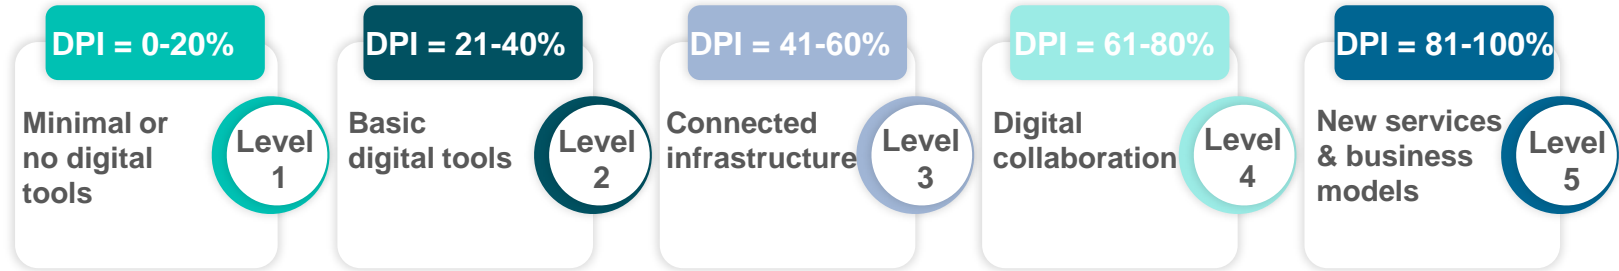 DPI = 0-20%
Minimal or
no digital
tools
Level
1
DPI = 21-40%
Basic
digital tools
Level
2
DPI = 41-60%
Connected
infrastructure
Level
3
DPI = 61-80%
Digital
collaboration
Level
4
DPI = 81-100%
New services
& business
models
Level
5